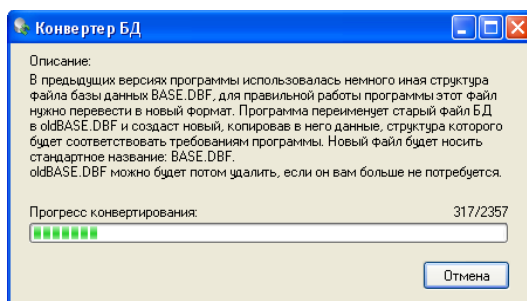 Конвертер БД
Описание:
В предыдущих версиях программы использовалась немного иная структура
файла базы данных BASE.DBF, для правильной работы программы этот файл
нужно перевести в новый формат. Программа переименует старый файл БД
в oldBASE.DBF и создаст новый, копировав в него данные, структура которого
будет соответствовать требованиям программы. Новый файл будет носить
стандартное название: BASE.DBF.
oldBASE.DBF можно будет потом удалить, если он вам больше не потребуется.
Прогресс конвертирования: 317/2357
Отмена